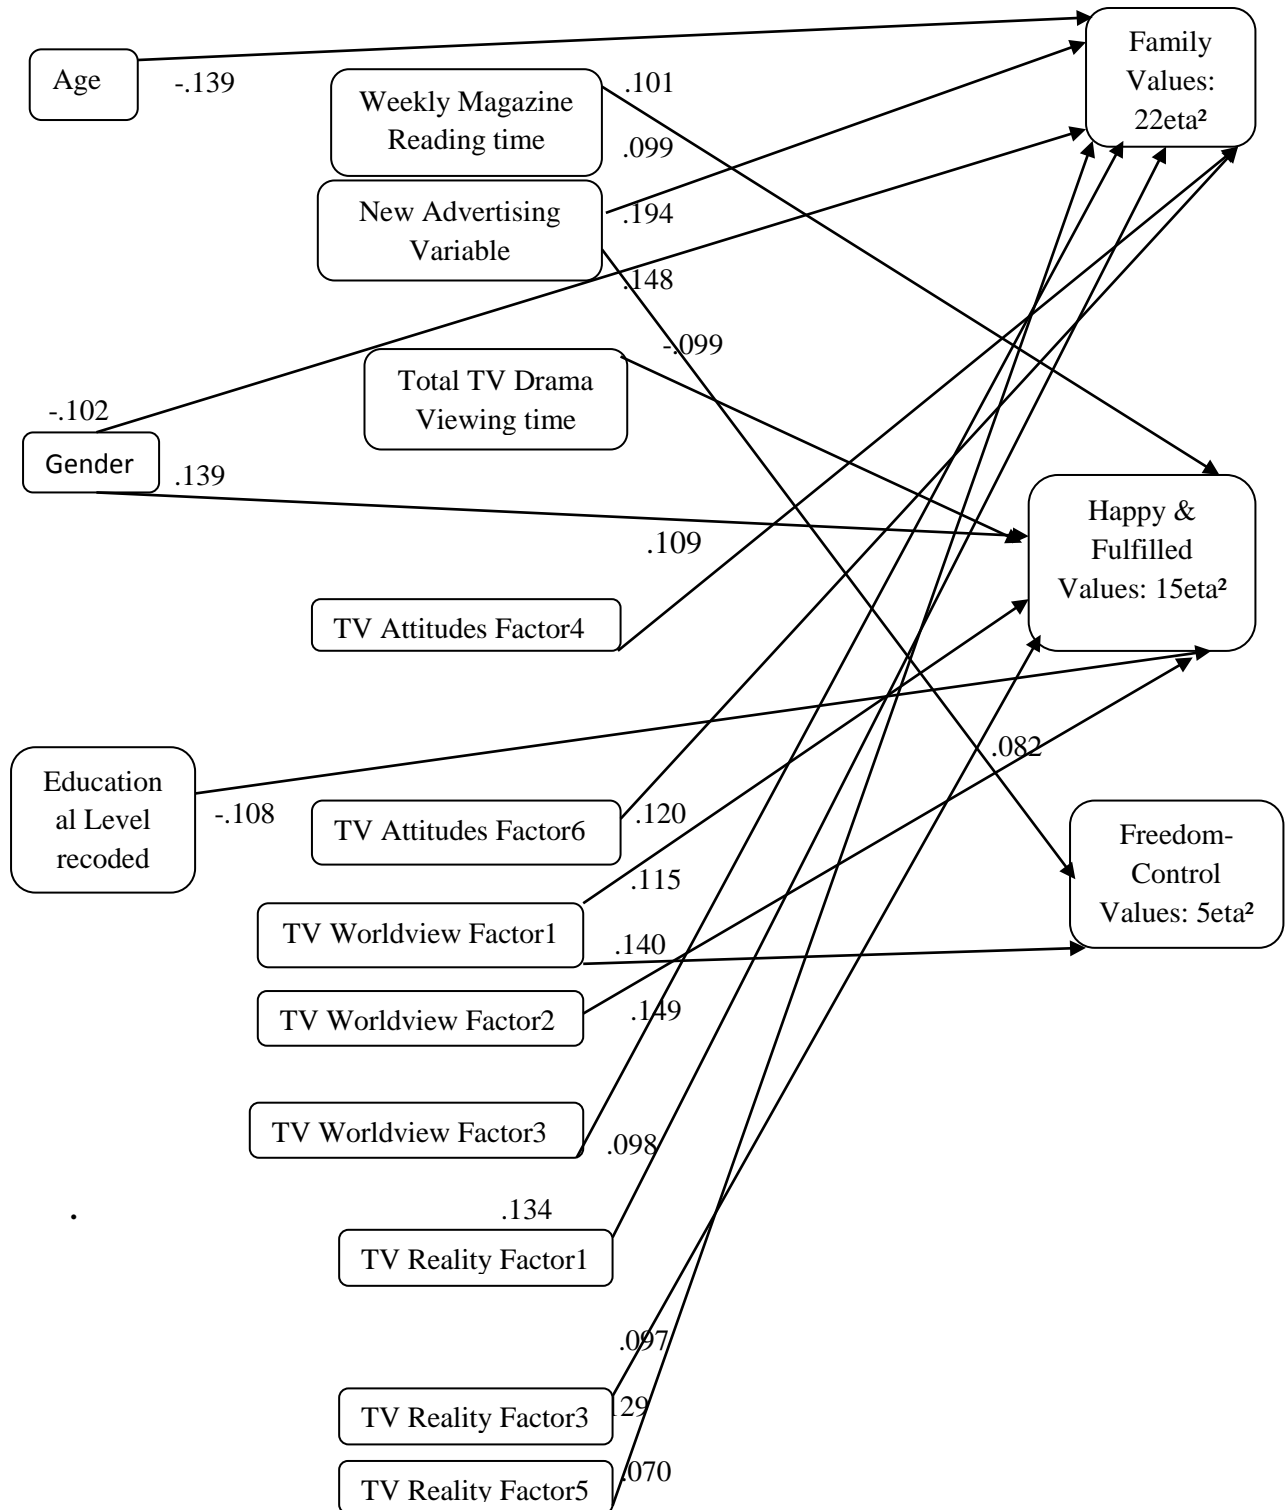 Family
Values:
22eta²
Age
-.139
.101
Weekly Magazine
Reading time
.099
New Advertising
Variable
.194
.148
-.099
Total TV Drama
Viewing time
-.102
Gender
.139
Happy &
Fulfilled
Values: 15eta²
.109
TV Attitudes Factor4
.082
Education
al Level
recoded
-.108
TV Attitudes Factor6
.120
Freedom-
Control
Values: 5eta²
.115
TV Worldview Factor1
.140
TV Worldview Factor2
.149
TV Worldview Factor3
.098
.
.134
TV Reality Factor1
.097
TV Reality Factor3
129
TV Reality Factor5
.070